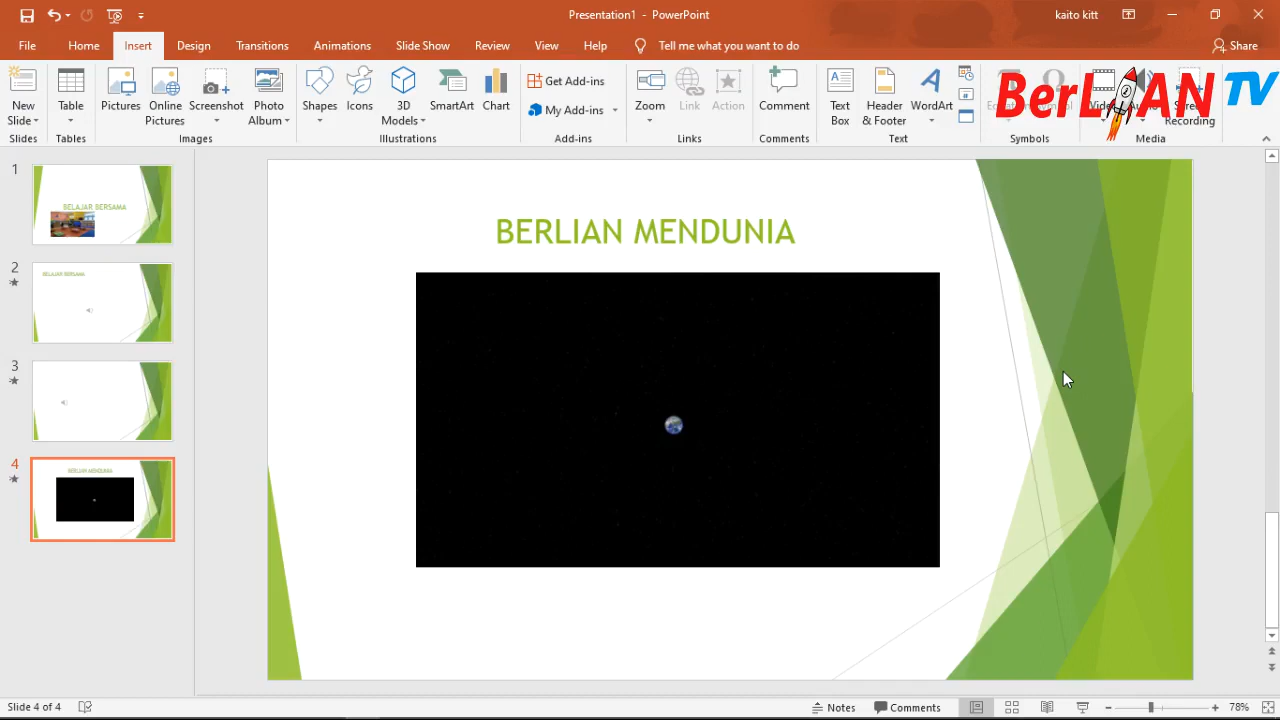 Presentation1 - PowerPoint
kaito kitt
File Home Insert Design Transitions Animations Slide Show Review View Help Tell me what you want to do Share
New Slide
Table
Pictures
Online Pictures
Screenshot
Photo Album
Shapes
Icons
3D Models
SmartArt
Chart
Get Add-ins
My Add-ins
Zoom
Link
Action
Comment
Text Box
Header & Footer
WordArt
Recording
BerLIAN TV
Slides Tables Images Illustrations Add-ins Links Comments Text Symbols Media
1
BELAJAR BERSAMA
2
BELAJAR BERSAMA
3
4
BERLIAN MENDUNIA
BERLIAN MENDUNIA
Slide 4 of 4
Notes
Comments
78%